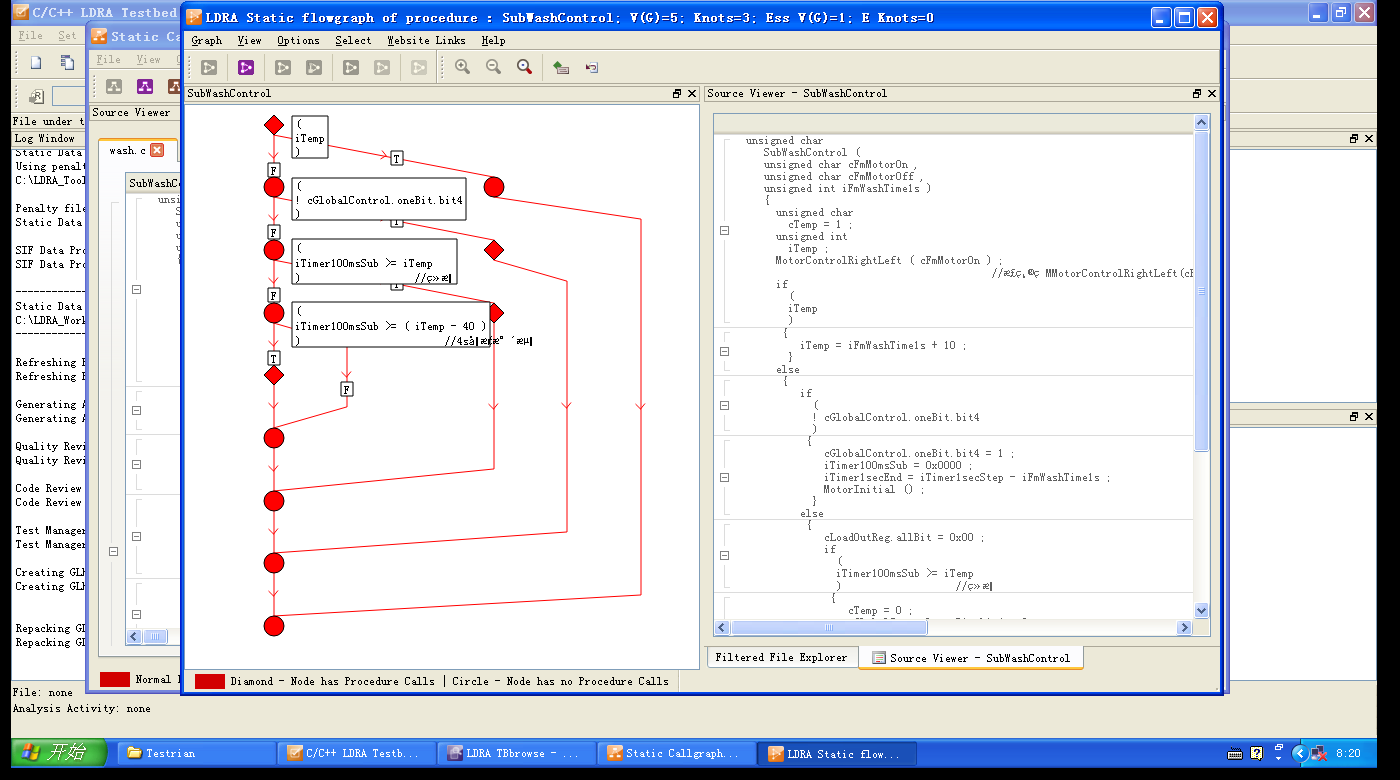 C/C++ LDRA Testbed
File Set
Static Ca
File View
File under t
Log Window
Static Data
Using penalt
C:\LDRA_Tool
Penalty file
Static Data
SIF Data Pro
SIF Data Pro
Static Data
C:\LDRA_Work
Refreshing
Refreshing
Generating A
Generating A
Quality Revi
Quality Revi
Code Review
Code Review
Test Manager
Test Manager
Creating GLH
Creating GLH
Repacking GL
Repacking GL
File: none
Analysis Activity: none
Source Viewer
wash.c
SubWashCo
Normal
LDRA Static flowgraph of procedure : SubWashControl; V(G)=5; Knots=3; Ess V(G)=1; E Knots=0
Graph View Options Select Website Links Help
SubWashControl
(
iTemp
)
T
F
(
! cGlobalControl.oneBit.bit4
)
F
(
iTimer100msSub >= iTemp
) //ç»æ
F
(
iTimer100msSub >= ( iTemp - 40 )
)
T
F
Diamond - Node has Procedure Calls | Circle - Node has no Procedure Calls
Source Viewer - SubWashControl
unsigned char
SubWashControl (
unsigned char cFmMotorOn ,
unsigned char cFmMotorOff ,
unsigned int iFmWashTime1s )
{
unsigned char
cTemp = 1 ;
unsigned int
iTemp ;
MotorControlRightLeft ( cFmMotorOn ) ;
MMotorControlRightLeft(cF
if
(
iTemp
)
{
iTemp = iFmWashTime1s + 10 ;
}
else
{
if
(
! cGlobalControl.oneBit.bit4
)
{
cGlobalControl.oneBit.bit4 = 1 ;
iTimer100msSub = 0x0000 ;
iTimer1secEnd = iTimer1secStep - iFmWashTime1s ;
MotorInitial () ;
}
else
{
cLoadOutReg.allBit = 0x00 ;
if
(
iTimer100msSub >= iTemp
) //ç»æ
{
cTemp = 0 ;
Filtered File Explorer
Source Viewer - SubWashControl
开始
Testrian
C/C++ LDRA Testb...
LDRA TBbrowse - ...
Static Callgraph...
LDRA Static flow...
8:20